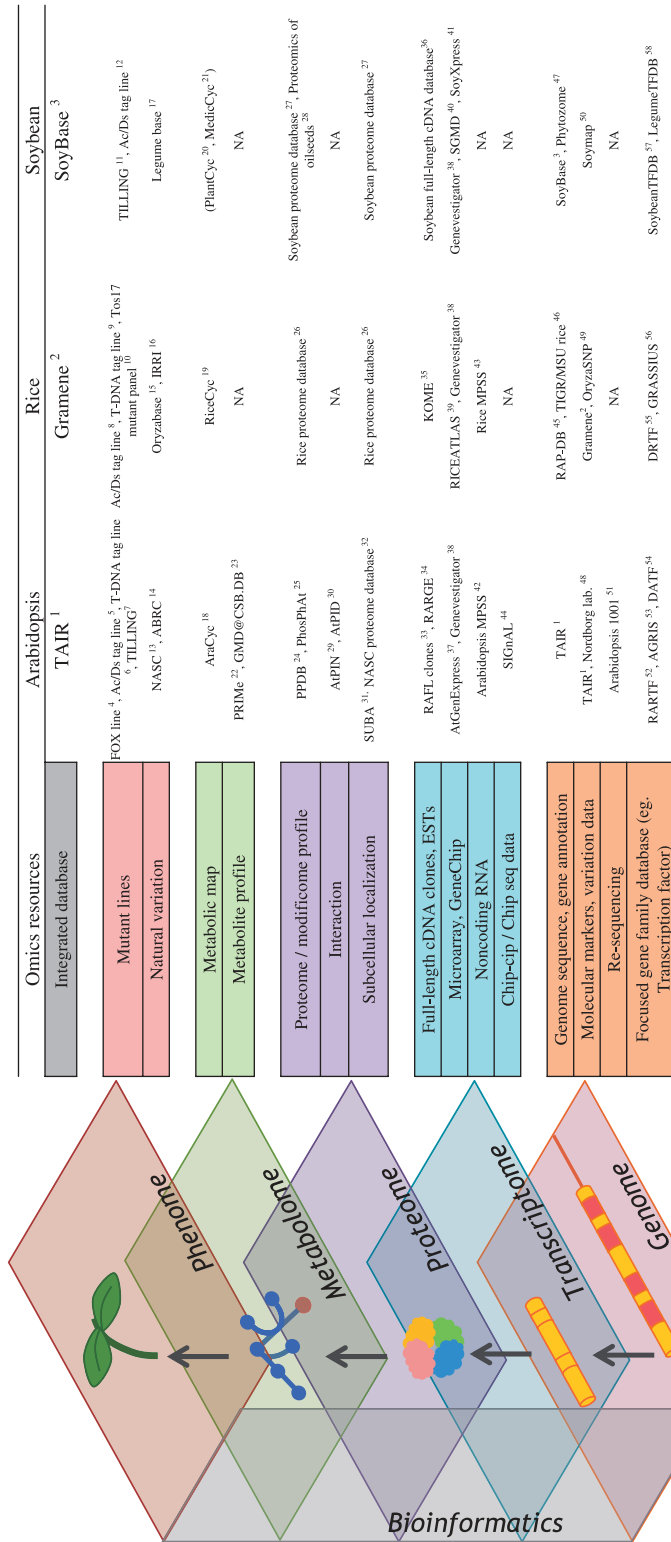 Omics resources Arabidopsis Rice Soybean
Integrated database TAIR 1 Gramene 2 SoyBase 3
Mutant lines FOX line 4, Ac/Ds tag line 5, T-DNA tag line 6, TILLING7 Ac/Ds tag line 8, T-DNA tag line 9, Tos17 mutant panel 10 TILLING 11, Ac/Ds tag line 12
Natural variation NASC 13, ABRC 14 Oryzabase 15, IRRI 16 Legume base 17
Metabolic map AraCyc 18 RiceCyc 19 (PlantCyc 20, MedicCyc 21)
Metabolite profile PRIMe 22, GMD@CSB.DB 23 NA NA
Proteome / modificome profile PPDB 24, PhosPhAt 25 Rice proteome database 26 Soybean proteome database 27, Proteomics of oilseeds 28
Interaction AtPIN 29, AtPID 30 NA NA
Subcellular localization SUBA 31, NASC proteome database 32 Rice proteome database 26 Soybean proteome database 27
Full-length cDNA clones, ESTs RAFL clones 33, RARGE 34 KOME 35 Soybean full-length cDNA database36
Microarray, GeneChip AtGenExpress 37, Genevestigator 38 RICEATLAS 39, Genevestigator 38 Genevestigator 38, SGMD 40, SoyXpress 41
Noncoding RNA Arabidopsis MPSS 42 Rice MPSS 43 NA
Chip-cip / Chip seq data SIGnAL 44 NA NA
Genome sequence, gene annotation TAIR 1 RAP-DB 45, TIGR/MSU rice 46 SoyBase 3, Phytozome 47
Molecular markers, variation data TAIR1, Nordborg lab. 48 Gramene2, OryzaSNP 49 Soymap 50
Re-sequencing Arabidopsis 1001 51 NA NA
Focused gene family database (eg. Transcription factor) RARTF 52, AGRIS 53, DATF 54 DRTF 55, GRASSIUS 56 SoybeanTFDB 57, LegumeTFDB 58
Phenome
Metabolome
Proteome
Transcriptome
Genome
Bioinformatics